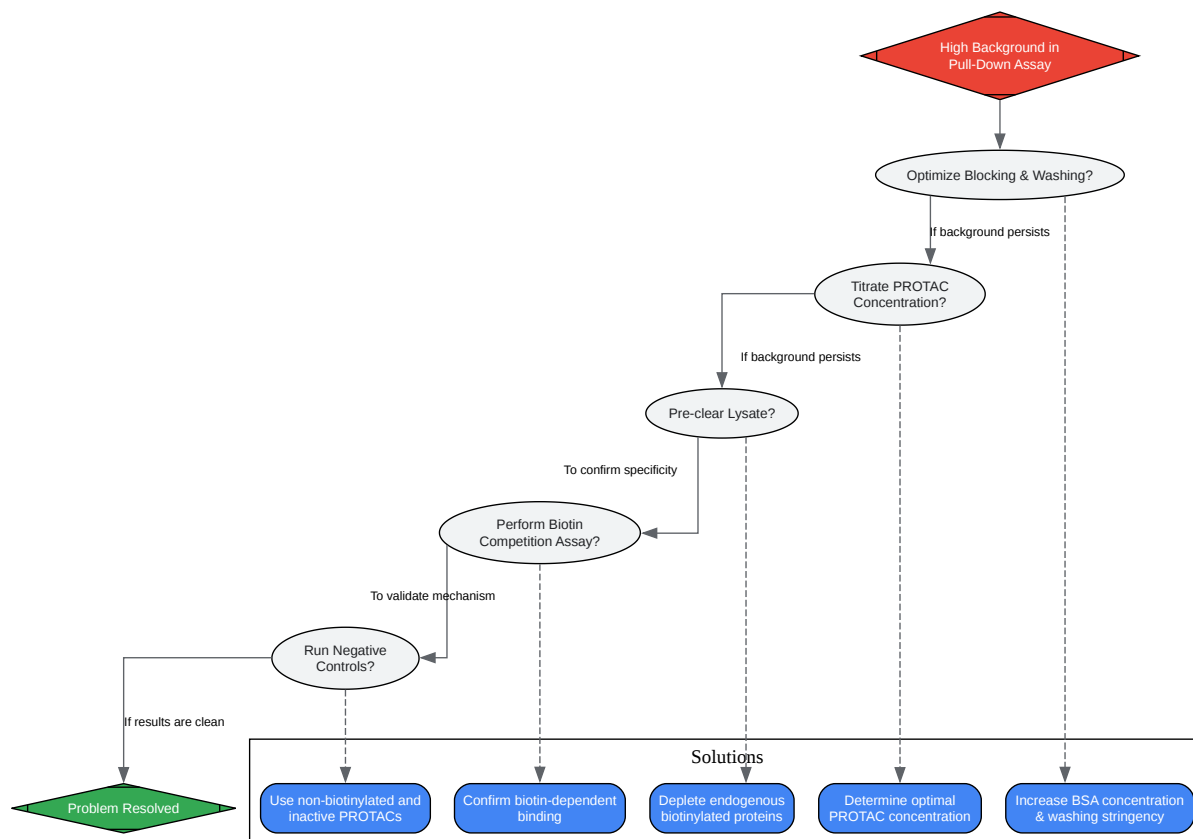 High Background in
Pull-Down Assay
Optimize Blocking & Washing?
If background persists
Titrate PROTAC
Concentration?
If background persists
Pre-clear Lysate?
To confirm specificity
Perform Biotin
Competition Assay?
To validate mechanism
Run Negative
Controls?
If results are clean
Solutions
Problem Resolved
Use non-biotinylated and
inactive PROTACs
Confirm biotin-dependent
binding
Deplete endogenous
biotinylated proteins
Determine optimal
PROTAC concentration
Increase BSA concentration
& washing stringency